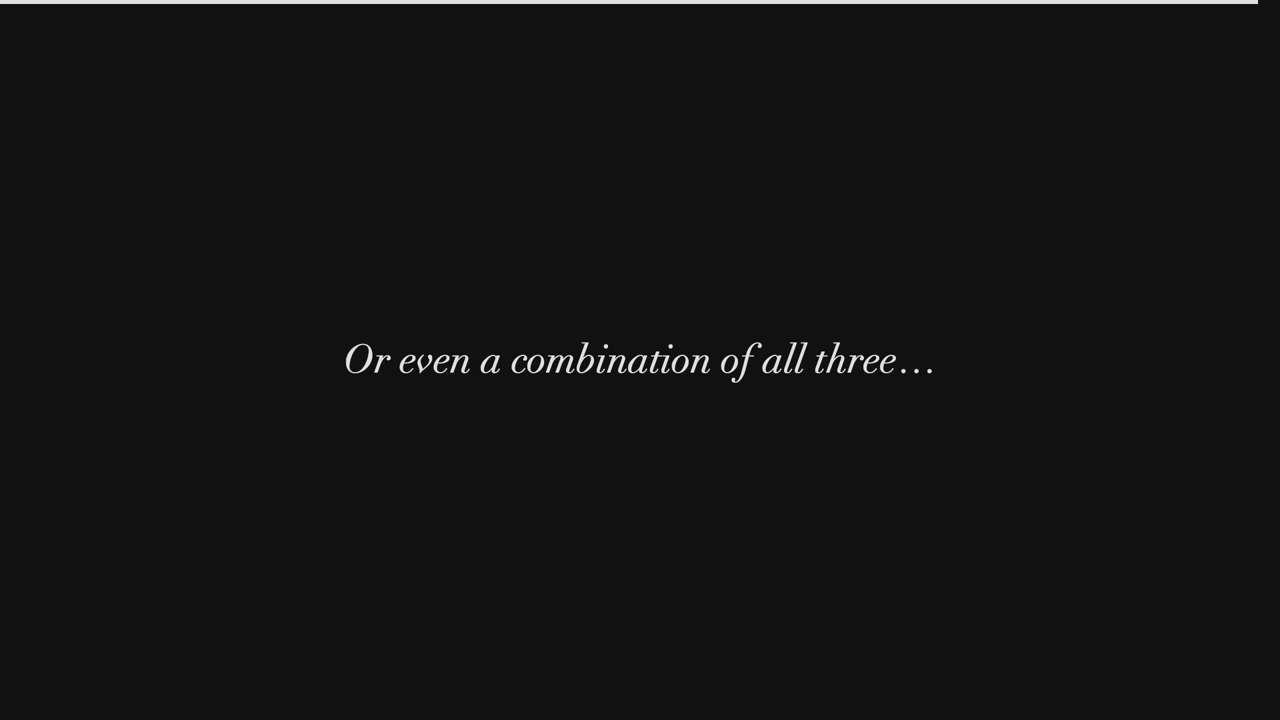 Or even a combination of all three…